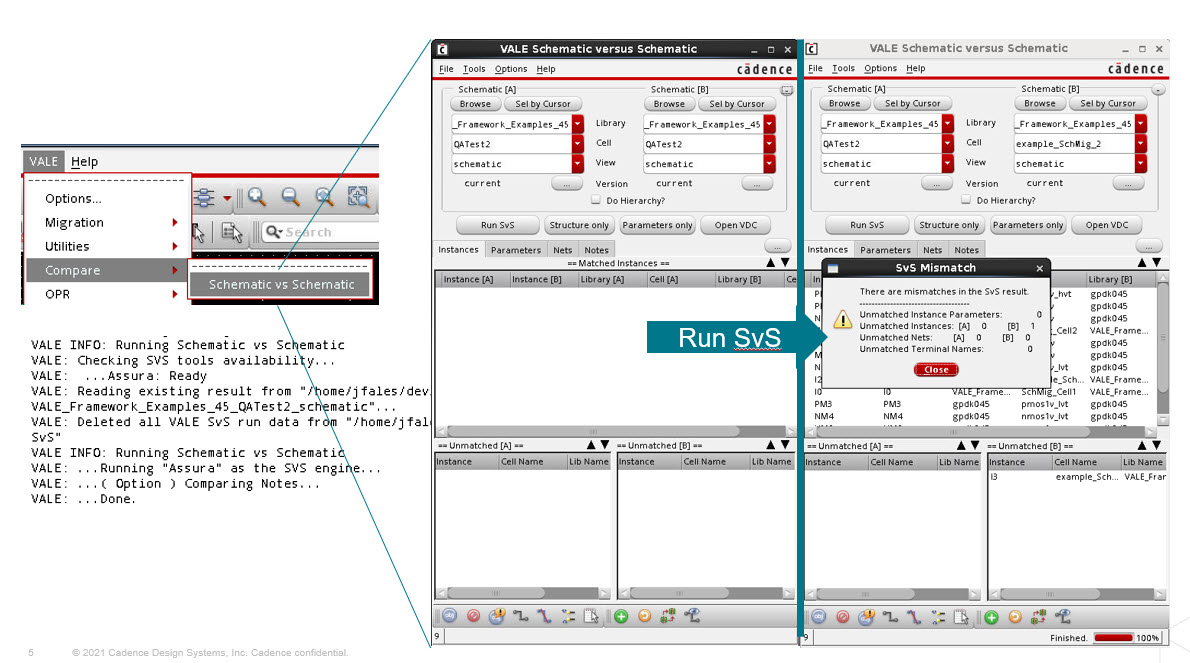 VALE Help
Options...
Migration
Utilities
Compare
OPR
Search
Schematic vs Schematic
VALE INFO: Running Schematic vs Schematic
VALE: Checking SVS tools availability...
VALE: ...Assura: Ready
VALE: Reading existing result from "/home/jfales/dev
VALE_Framework_Examples_45_QATest2_schematic"...
VALE: Deleted all VALE SvS run data from "/home/jfale
SvS"
VALE INFO: Running Schematic vs Schematic
VALE: ...Running "Assura" as the SVS engine...
VALE: ...( Option ) Comparing Notes...
VALE: ...Done.
VALE Schematic versus Schematic
File Tools Options Help
cādence
Schematic [A] Schematic [B]
Browse Sel by Cursor Browse Sel by Cursor
_Framework_Examples_45 Library _Framework_Examples_45
QATest2 Cell QATest2
schematic View schematic
current ... Version current ...
Do Hierarchy?
Run SvS Structure only Parameters only Open VDC
Instances Parameters Nets Notes ...
== Matched Instances ==
Instance [A] Instance [B] Library [A] Cell [A] Library [B] Ce
== Unmatched [A] == == Unmatched [B] ==
Instance Cell Name Lib Name Instance Cell Name Lib Name
9
Run SvS
VALE Schematic versus Schematic
File Tools Options Help
cādence
Schematic [A] Schematic [B]
Browse Sel by Cursor Browse Sel by Cursor
_Framework_Examples_45 Library _Framework_Examples_45
QATest2 Cell example_SchMig_2
schematic View schematic
current ... Version current ...
Do Hierarchy?
Run SvS Structure only Parameters only Open VDC
Instances Parameters Nets Notes ...
SvS Mismatch
There are mismatches in the SvS result.
------------------------------------
Unmatched Instance Parameters: 0
Unmatched Instances: [A] 0 [B] 1
Unmatched Nets: [A] 0 [B] 0
Unmatched Terminal Names: 0
Close
Library [B]
v_hvt gpdk045
v gpdk045
v gpdk045
_Cell2 VALE_Frame...
v gpdk045
v gpdk045
v_lvt gpdk045
I2 e_Sch... VALE_Frame...
I0 I0 VALE_Frame... SchMig_Cell1 VALE_Frame...
PM3 PM3 gpdk045 pmos1v_lvt gpdk045
NM4 NM4 gpdk045 nmos1v_lvt gpdk045
== Unmatched [A] == == Unmatched [B] ==
Instance Cell Name Lib Name Instance Cell Name Lib Name
I3 example_Sch... VALE_Frar
Finished. 100%
9
5 © 2021 Cadence Design Systems, Inc. Cadence confidential.